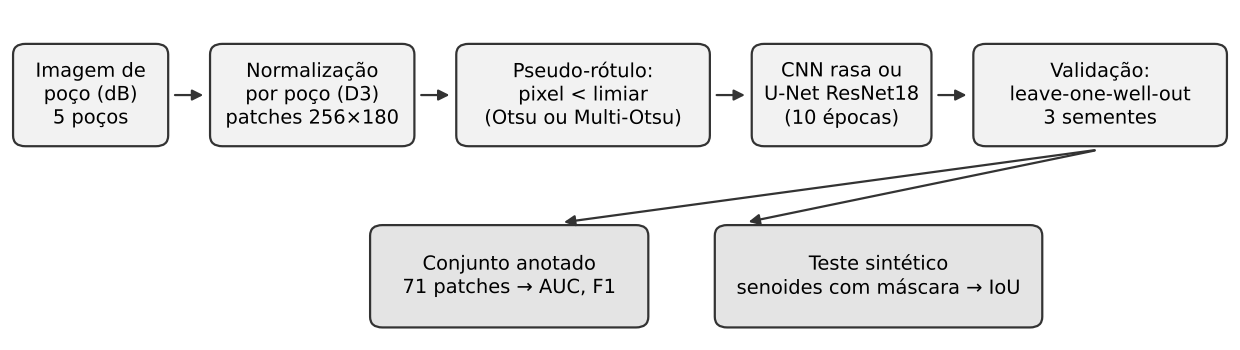 Imagem de
poço (dB)
5 poços
Normalização
por poço (D3)
patches 256×180
Pseudo-rótulo:
pixel < limiar
(Otsu ou Multi-Otsu)
CNN rasa ou
U-Net ResNet18
(10 épocas)
Validação:
leave-one-well-out
3 sementes
Conjunto anotado
71 patches → AUC, F1
Teste sintético
senoides com máscara → IoU